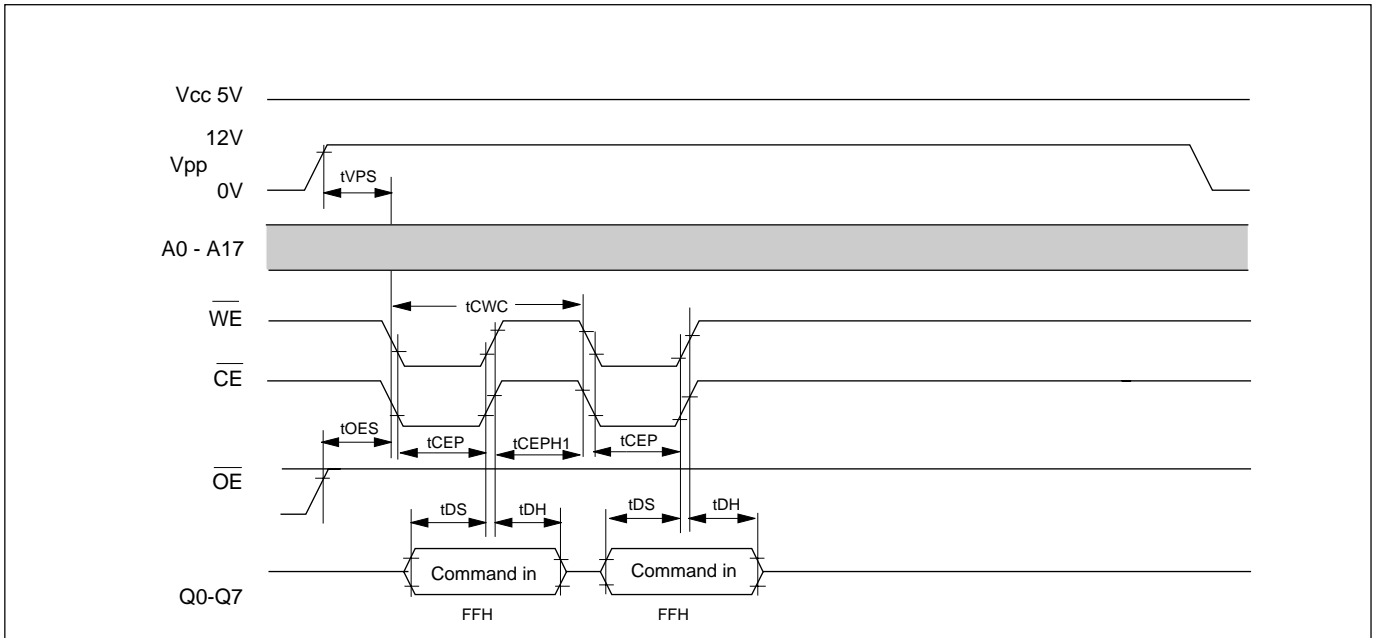 Vcc 5V
12V
Vpp
0V
tVPS
A0 - A17
tCWC
WE
CE
tOES
tCEP
tCEPH1
tCEP
OE
tDS
tDH
tDS
tDH
Command in
Command in
Q0-Q7
FFH
FFH